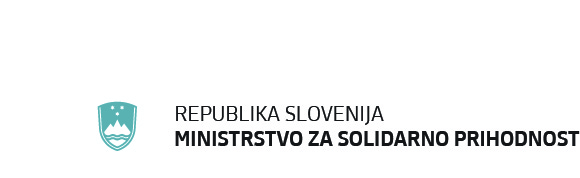 REPUBLIKA SLOVENIJA
MINISTRSTVO ZA SOLIDARNO PRIHODNOST